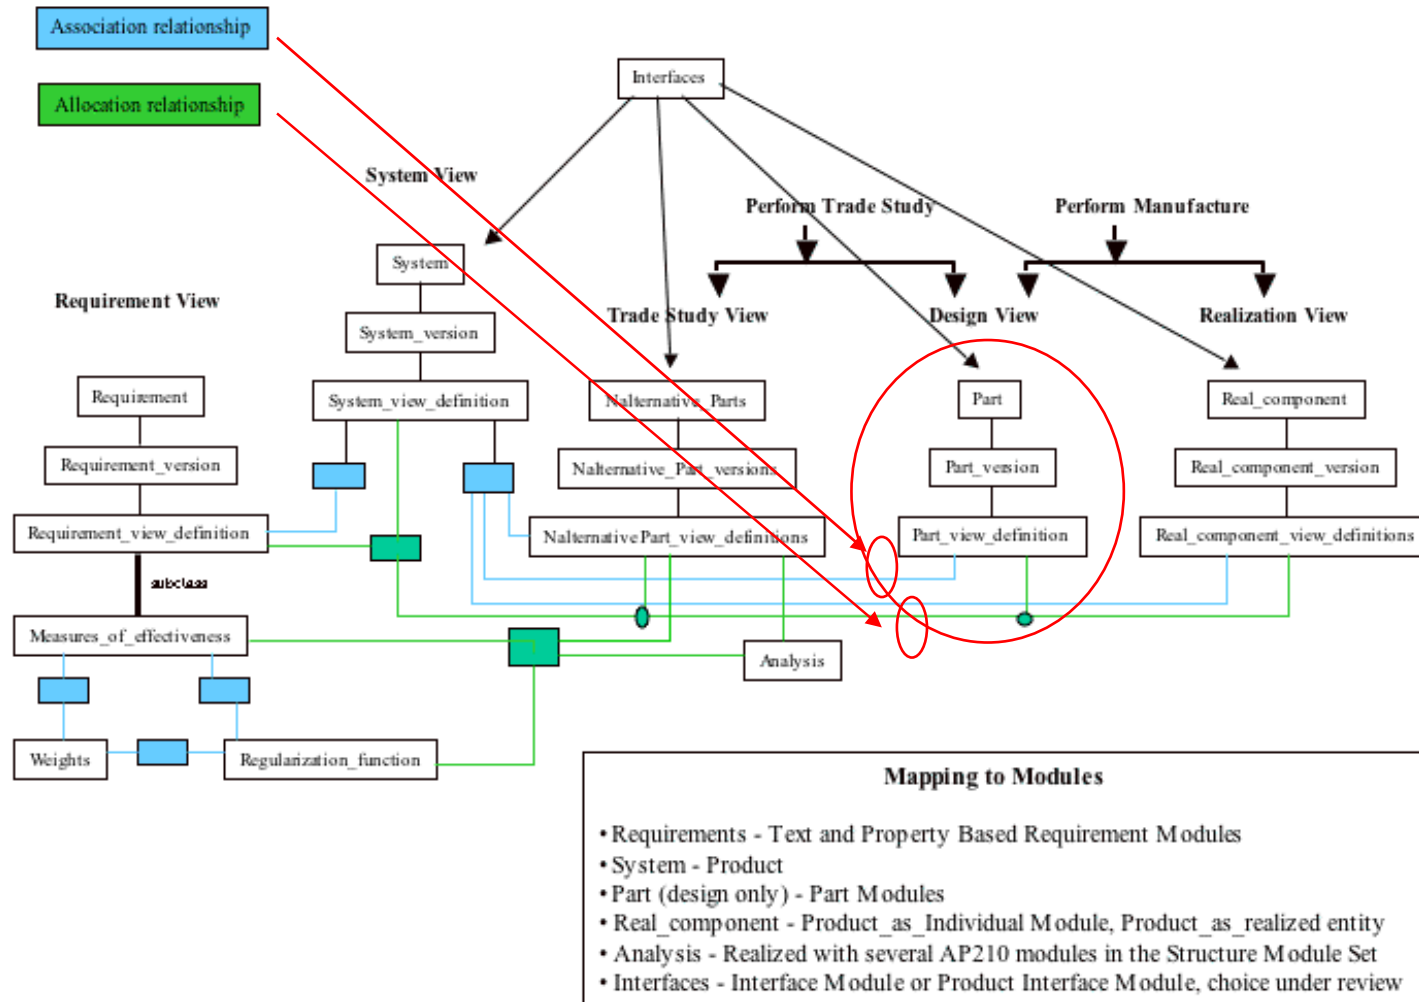 Association relationship
Allocation relationship
Interfaces
System View
Perform Trade Study
Perform Manufacture
System
Requirement View
System_version
Trade Study View
Design View
Realization View
Requirement
System_view_definition
Nalternative_Parts
Part
Real_component
Requirement_version
Nalternative_Part_versions
Part_version
Real_component_version
Requirement_view_definition
NalternativePart_view_definitions
Part_view_definition
Real_component_view_definitions
subclass
Measures_of_effectiveness
Analysis
Weights
Regularization_function
Mapping to Modules
• Requirements - Text and Property Based Requirement Modules
• System - Product
• Part (design only) - Part Modules
• Real_component - Product_as_Individual Module, Product_as_realized entity
• Analysis - Realized with several AP210 modules in the Structure Module Set
• Interfaces - Interface Module or Product Interface Module, choice under review